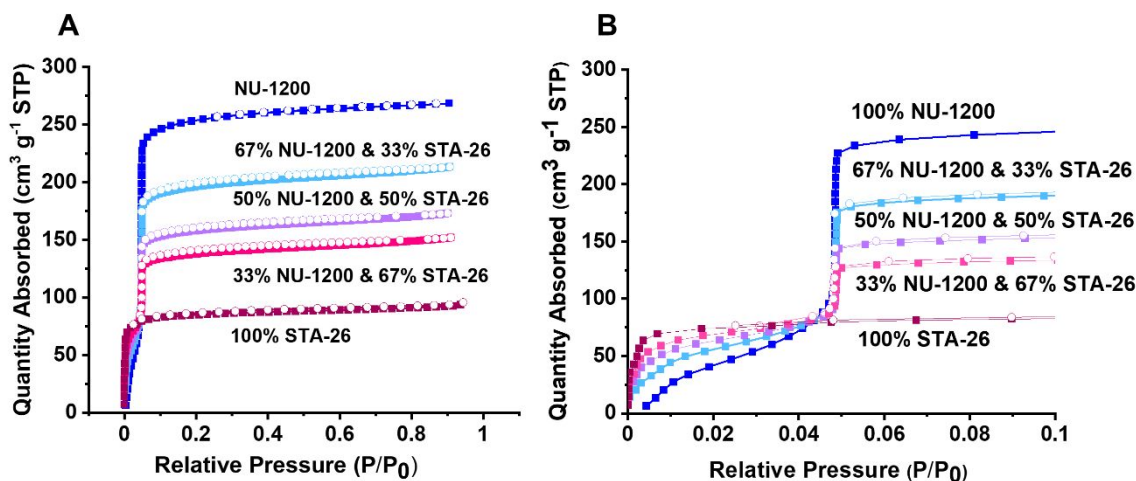 A
Quantity Absorbed (cm³ g⁻¹ STP)
300
250
200
150
100
50
0
NU-1200
67% NU-1200 & 33% STA-26
50% NU-1200 & 50% STA-26
33% NU-1200 & 67% STA-26
100% STA-26
0
0.2
0.4
0.6
0.8
1
Relative Pressure (P/P₀)
B
Quantity Absorbed (cm³ g⁻¹ STP)
300
250
200
150
100
50
0
100% NU-1200
67% NU-1200 & 33% STA-26
50% NU-1200 & 50% STA-26
33% NU-1200 & 67% STA-26
100% STA-26
0
0.02
0.04
0.06
0.08
0.1
Relative Pressure (P/P₀)